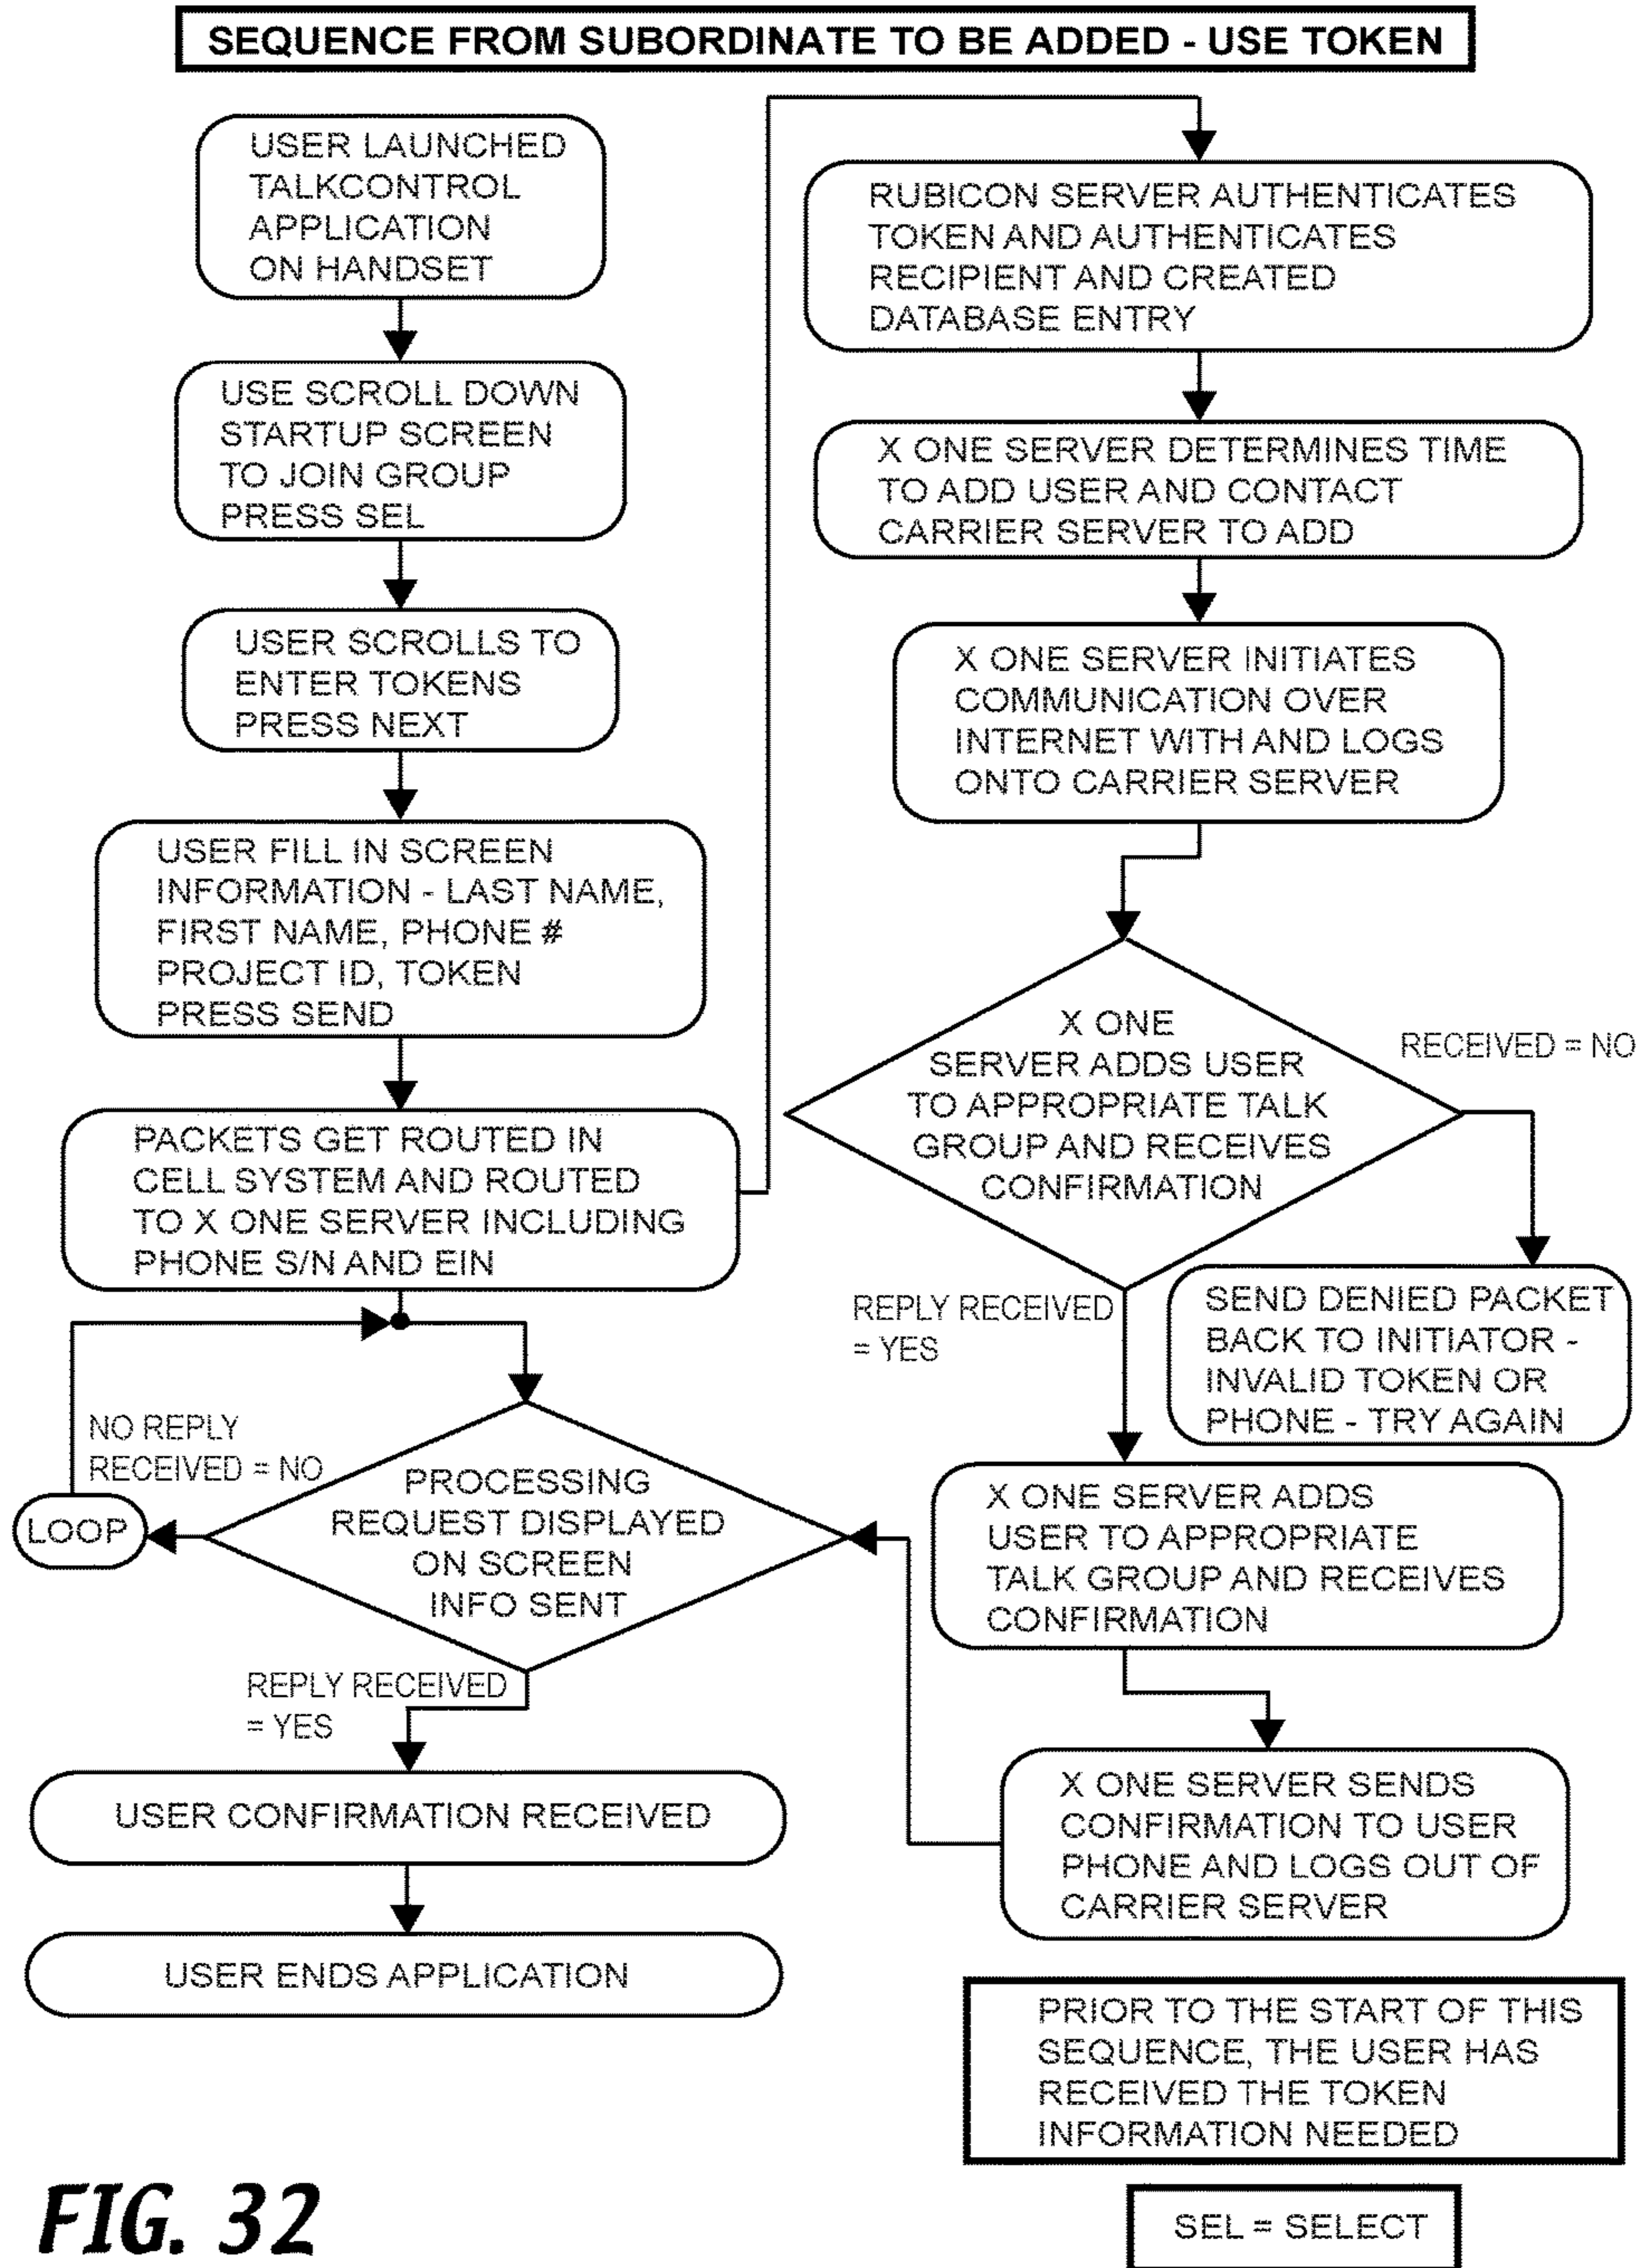 SEQUENCE FROM SUBORDINATE TO BE ADDED - USE TOKEN
USER LAUNCHED
TALKCONTROL
APPLICATION
ON HANDSET
USE SCROLL DOWN
STARTUP SCREEN
TO JOIN GROUP
PRESS SEL
USER SCROLLS TO
ENTER TOKENS
PRESS NEXT
USER FILL IN SCREEN
INFORMATION - LAST NAME,
FIRST NAME, PHONE #
PROJECT ID, TOKEN
PRESS SEND
PACKETS GET ROUTED IN
CELL SYSTEM AND ROUTED
TO X ONE SERVER INCLUDING
PHONE S/N AND EIN
NO REPLY
RECEIVED = NO
LOOP
PROCESSING
REQUEST DISPLAYED
ON SCREEN
INFO SENT
REPLY RECEIVED
= YES
USER CONFIRMATION RECEIVED
USER ENDS APPLICATION
RUBICON SERVER AUTHENTICATES
TOKEN AND AUTHENTICATES
RECIPIENT AND CREATED
DATABASE ENTRY
X ONE SERVER DETERMINES TIME
TO ADD USER AND CONTACT
CARRIER SERVER TO ADD
X ONE SERVER INITIATES
COMMUNICATION OVER
INTERNET WITH AND LOGS
ONTO CARRIER SERVER
X ONE
SERVER ADDS USER
TO APPROPRIATE TALK
GROUP AND RECEIVES
CONFIRMATION
RECEIVED = NO
SEND DENIED PACKET
BACK TO INITIATOR -
INVALID TOKEN OR
PHONE - TRY AGAIN
REPLY RECEIVED
= YES
X ONE SERVER ADDS
USER TO APPROPRIATE
TALK GROUP AND RECEIVES
CONFIRMATION
X ONE SERVER SENDS
CONFIRMATION TO USER
PHONE AND LOGS OUT OF
CARRIER SERVER
PRIOR TO THE START OF THIS
SEQUENCE, THE USER HAS
RECEIVED THE TOKEN
INFORMATION NEEDED
SEL = SELECT
FIG. 32